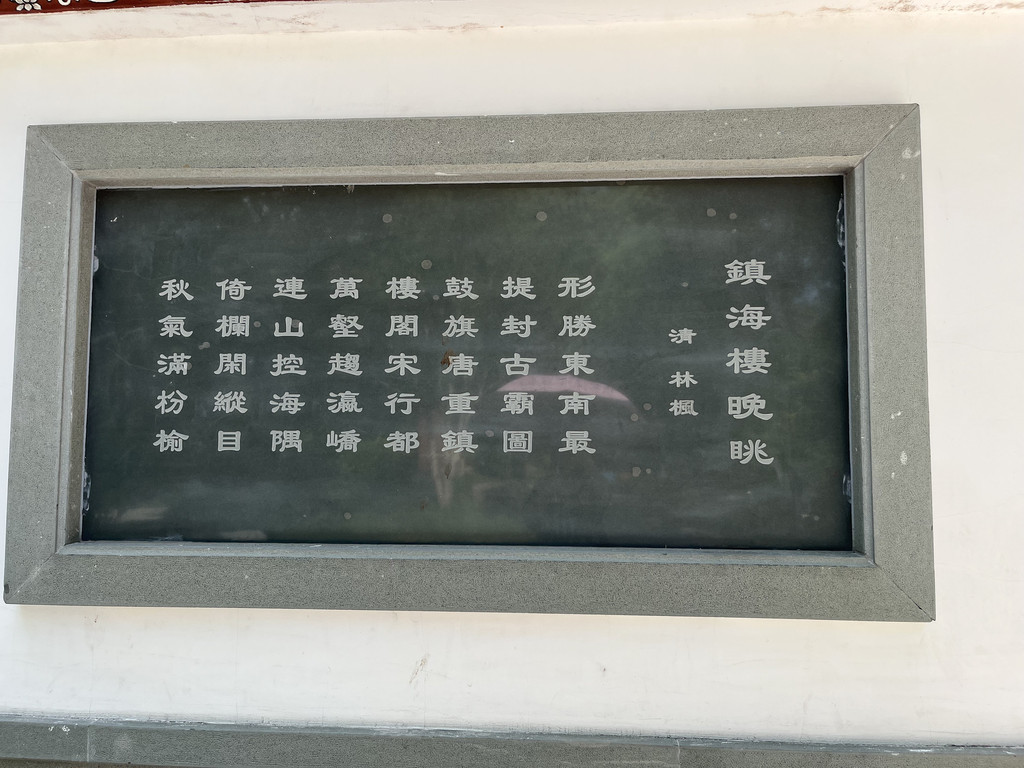 鎮海樓晚眺
清林楓
形勝東南最
提封古霸圖
鼓旗唐重鎮
樓閣宋行都
萬壑趨瀛嶠
連山控海隅
倚欄閑縱目
秋氣滿枌榆